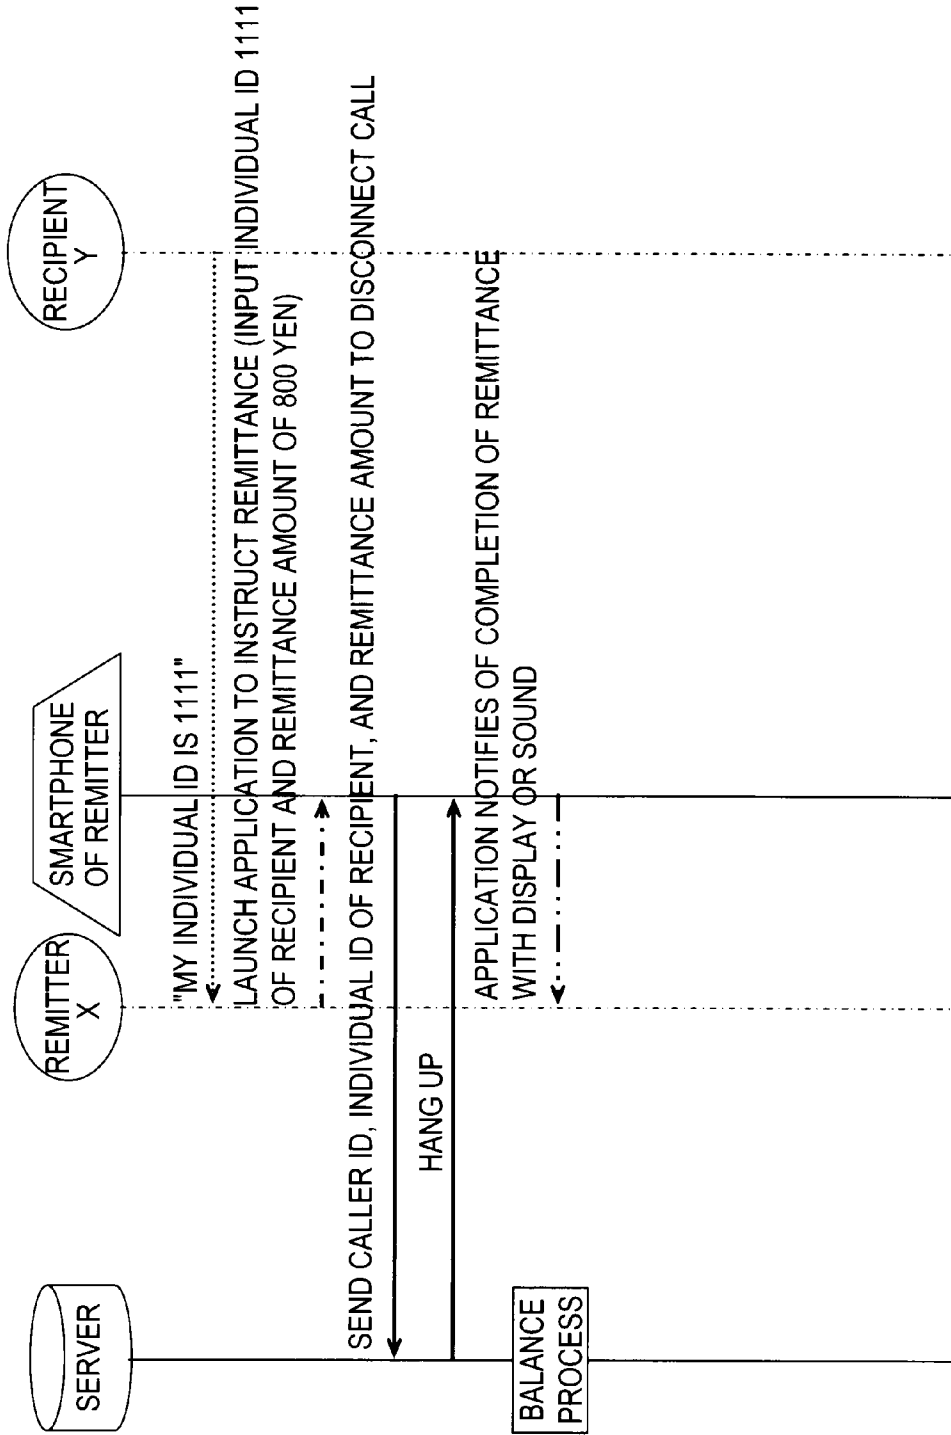 SERVER
REMITTER
X
SMARTPHONE
OF REMITTER
RECIPIENT
Y
"MY INDIVIDUAL ID IS 1111"
LAUNCH APPLICATION TO INSTRUCT REMITTANCE (INPUT INDIVIDUAL ID 1111
OF RECIPIENT AND REMITTANCE AMOUNT OF 800 YEN)
SEND CALLER ID, INDIVIDUAL ID OF RECIPIENT, AND REMITTANCE AMOUNT TO DISCONNECT CALL
HANG UP
APPLICATION NOTIFIES OF COMPLETION OF REMITTANCE
WITH DISPLAY OR SOUND
BALANCE
PROCESS